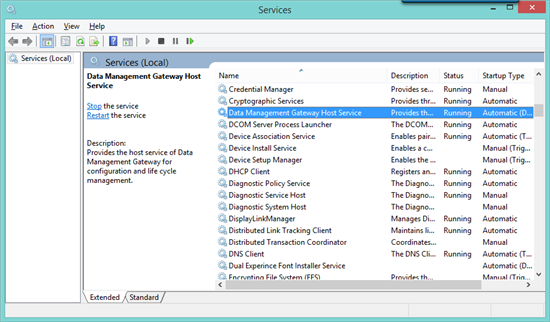 Services
File Action View Help
Services (Local)
Services (Local)
Data Management Gateway Host Service
Stop the service
Restart the service
Description:
Provides the host service of Data Management Gateway for configuration and life cycle management.
Name Description Status Startup Type
Credential Manager Provides se... Running Manual
Cryptographic Services Provides thr... Running Automatic
Data Management Gateway Host Service Provides th... Running Automatic (D...
DCOM Server Process Launcher The DCOM... Running Automatic
Device Association Service Enables pair... Running Automatic (T...
Device Install Service Enables a c... Manual (Trig...
Device Setup Manager Enables the... Manual (Trig...
DHCP Client Registers an... Running Automatic
Diagnostic Policy Service The Diagno... Running Automatic
Diagnostic Service Host The Diagno... Running Manual
Diagnostic System Host The Diagno... Manual
DisplayLinkManager Manages Di... Running Automatic
Distributed Link Tracking Client Maintains li... Running Automatic
Distributed Transaction Coordinator Coordinates... Manual
DNS Client The DNS Cli... Running Automatic (T...
Dual Experince Font Installer Service Automatic (D...
Encrypting File System (EFS) Provides th... Running Manual (Trig...
Extended Standard